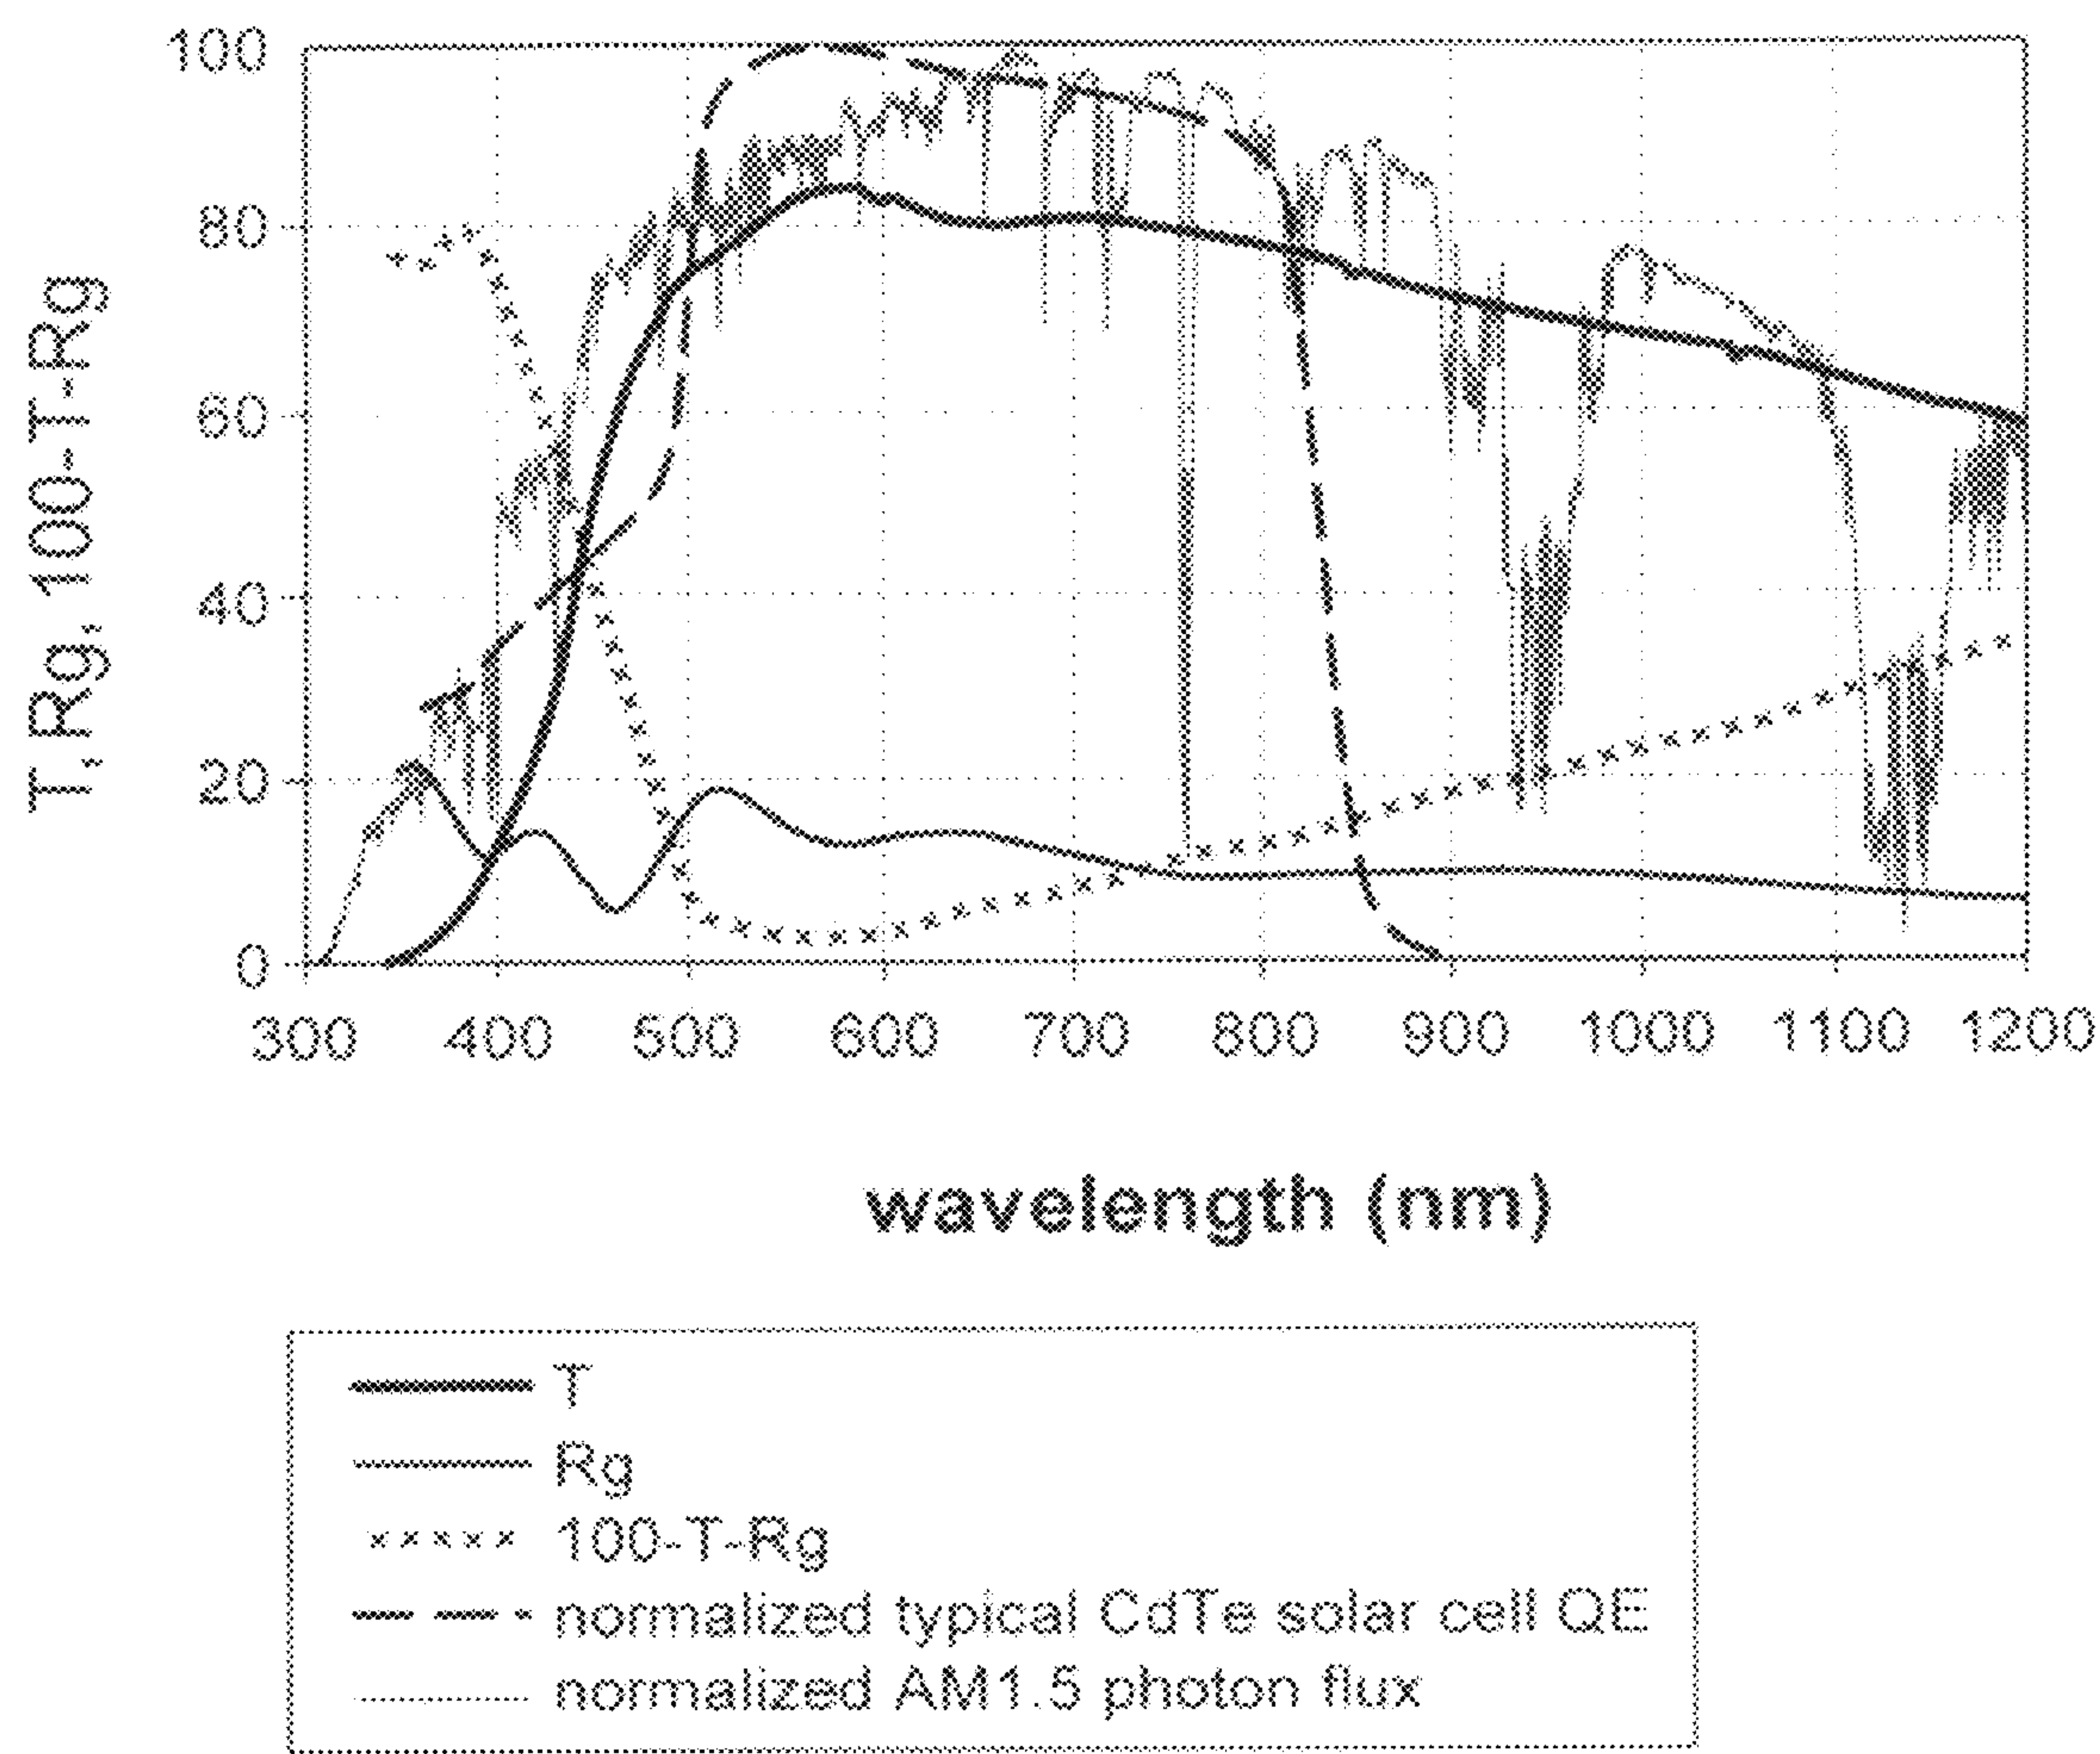 T, Rg, 100-T-Rg
100
80
60
40
20
0
300 400 500 600 700 800 900 1000 1100 1200
wavelength (nm)
T
Rg
100-T-Rg
normalized typical CdTe solar cell QE
normalized AM1.5 photon flux